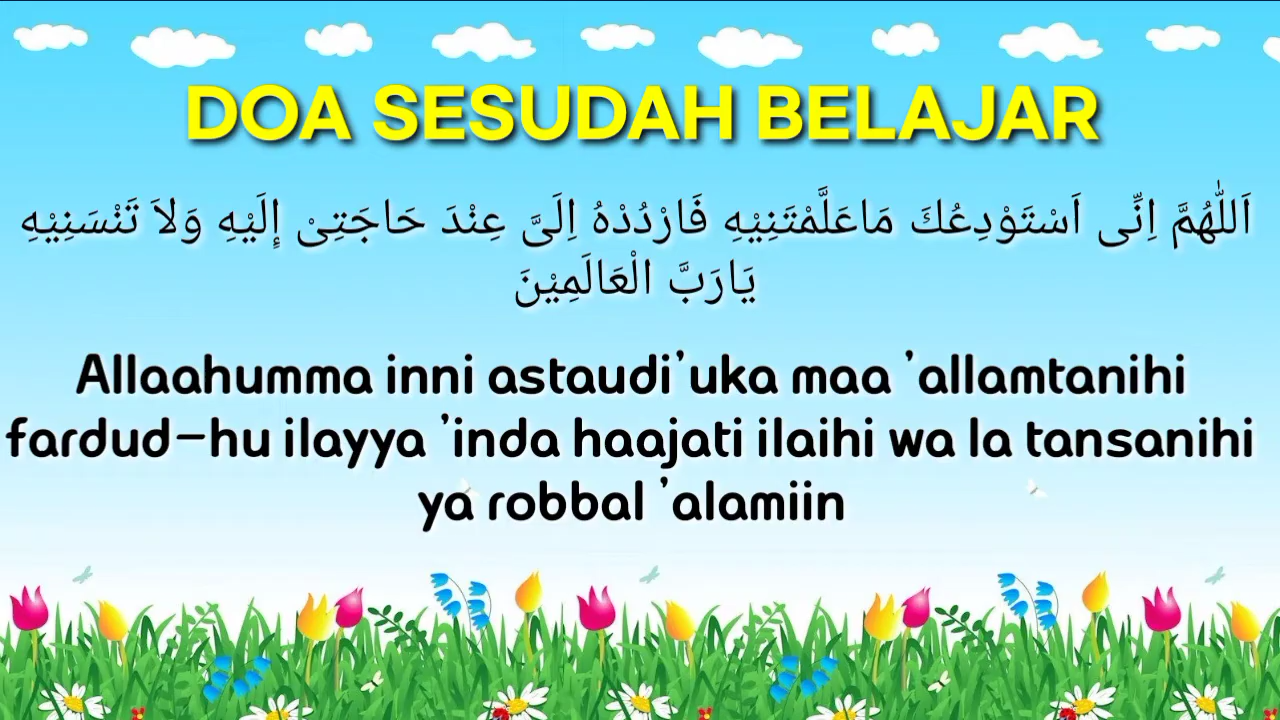 DOA SESUDAH BELAJAR
اَللّٰهُمَّ اِنِّى اَسْتَوْدِعُكَ مَاعَلَّمْتَنِيْهِ فَارْدُدْهُ اِلَىَّ عِنْدَ حَاجَتِىْ إِلَيْهِ وَلاَ تَنْسَنِيْهِ
يَارَبَّ الْعَالَمِيْنَ
Allaahumma inni astaudi'uka maa 'allamtanihi
fardud-hu ilayya 'inda haajati ilaihi wa la tansanihi
ya robbal 'alamiin